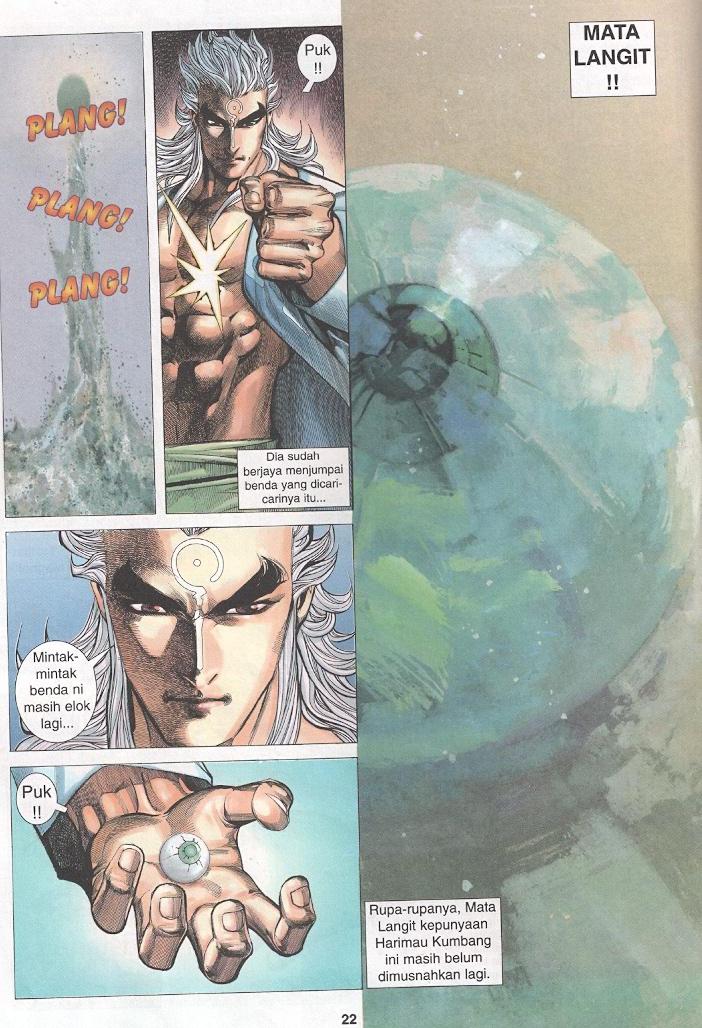 PLANG!
PLANG!
PLANG!
Puk
!!
Dia sudah
berjaya menjumpai
benda yang dicari-
carinya itu...
Mintak-
mintak
benda ni
masih elok
lagi...
Puk
!!
MATA
LANGIT
!!
Rupa-rupanya, Mata
Langit kepunyaan
Harimau Kumbang
ini masih belum
dimusnahkan lagi.
22